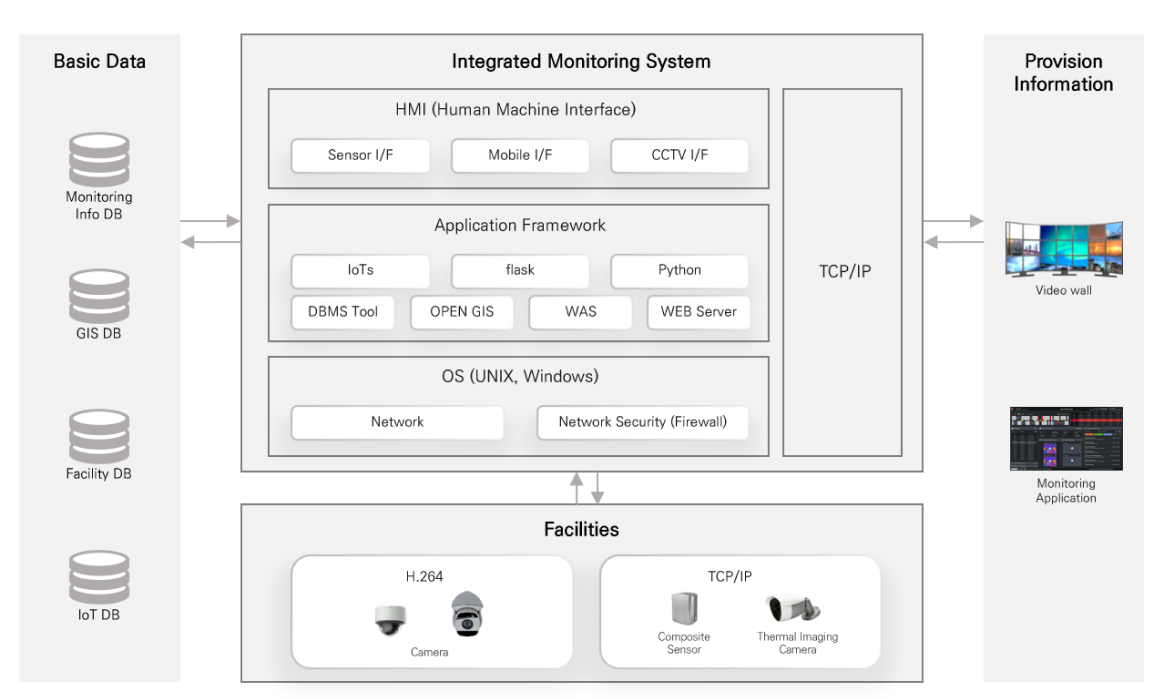 Basic Data
Monitoring
Info DB
GIS DB
Facility DB
IoT DB
Integrated Monitoring System
HMI (Human Machine Interface)
Sensor I/F
Mobile I/F
CCTV I/F
Application Framework
IoTs
flask
Python
DBMS Tool
OPEN GIS
WAS
WEB Server
OS (UNIX, Windows)
Network
Network Security (Firewall)
TCP/IP
Facilities
H.264
Camera
TCP/IP
Composite
Sensor
Thermal Imaging
Camera
Provision
Information
Video wall
Monitoring
Application